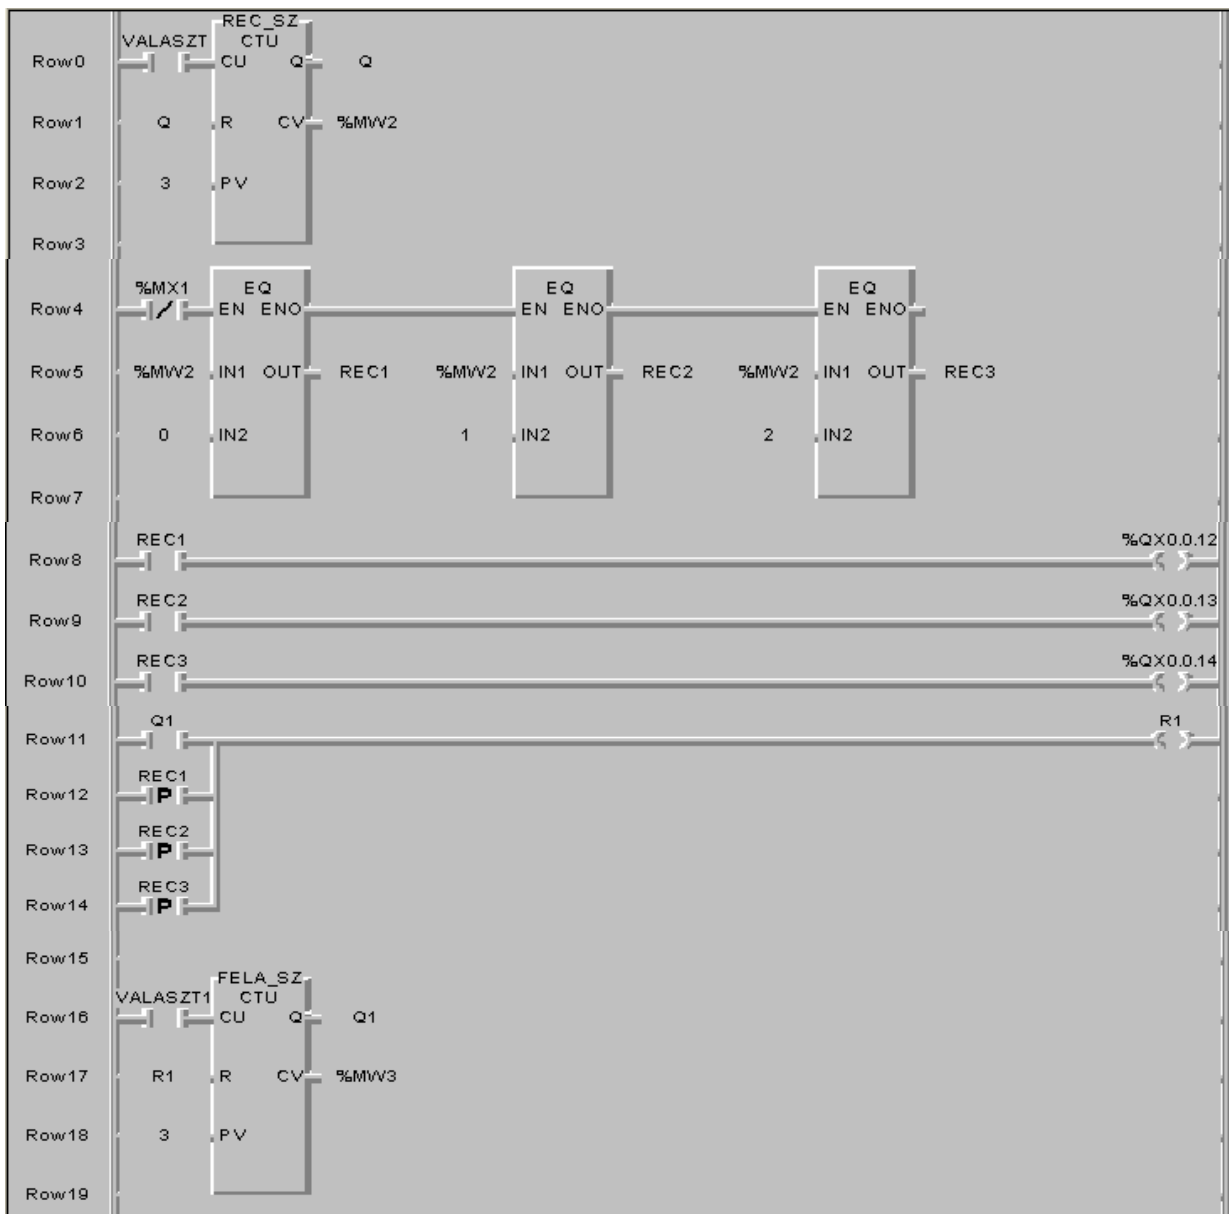 REC_SZ
VALASZT CTU
Row0 CU Q Q
Row1 Q R CV %MW2
Row2 3 PV
Row3
%MX1 EQ EQ EQ
Row4 EN ENO EN ENO EN ENO
Row5 %MW2 IN1 OUT REC1 %MW2 IN1 OUT REC2 %MW2 IN1 OUT REC3
Row6 0 IN2 1 IN2 2 IN2
Row7
REC1 %QX0.0.12
Row8
REC2 %QX0.0.13
Row9
REC3 %QX0.0.14
Row10
Q1 R1
Row11
REC1
Row12 P
REC2
Row13 P
REC3
Row14 P
Row15
FELA_SZ
VALASZT1 CTU
Row16 CU Q Q1
Row17 R1 R CV %MW3
Row18 3 PV
Row19